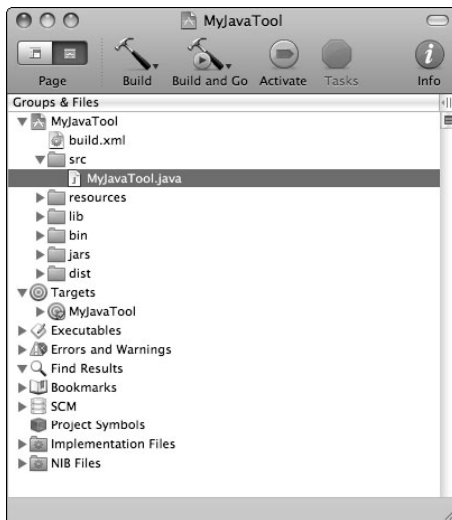 MyJavaTool
Page Build Build and Go Activate Tasks Info
Groups & Files
MyJavaTool
build.xml
src
MyJavaTool.java
resources
lib
bin
jars
dist
Targets
MyJavaTool
Executables
Errors and Warnings
Find Results
Bookmarks
SCM
Project Symbols
Implementation Files
NIB Files